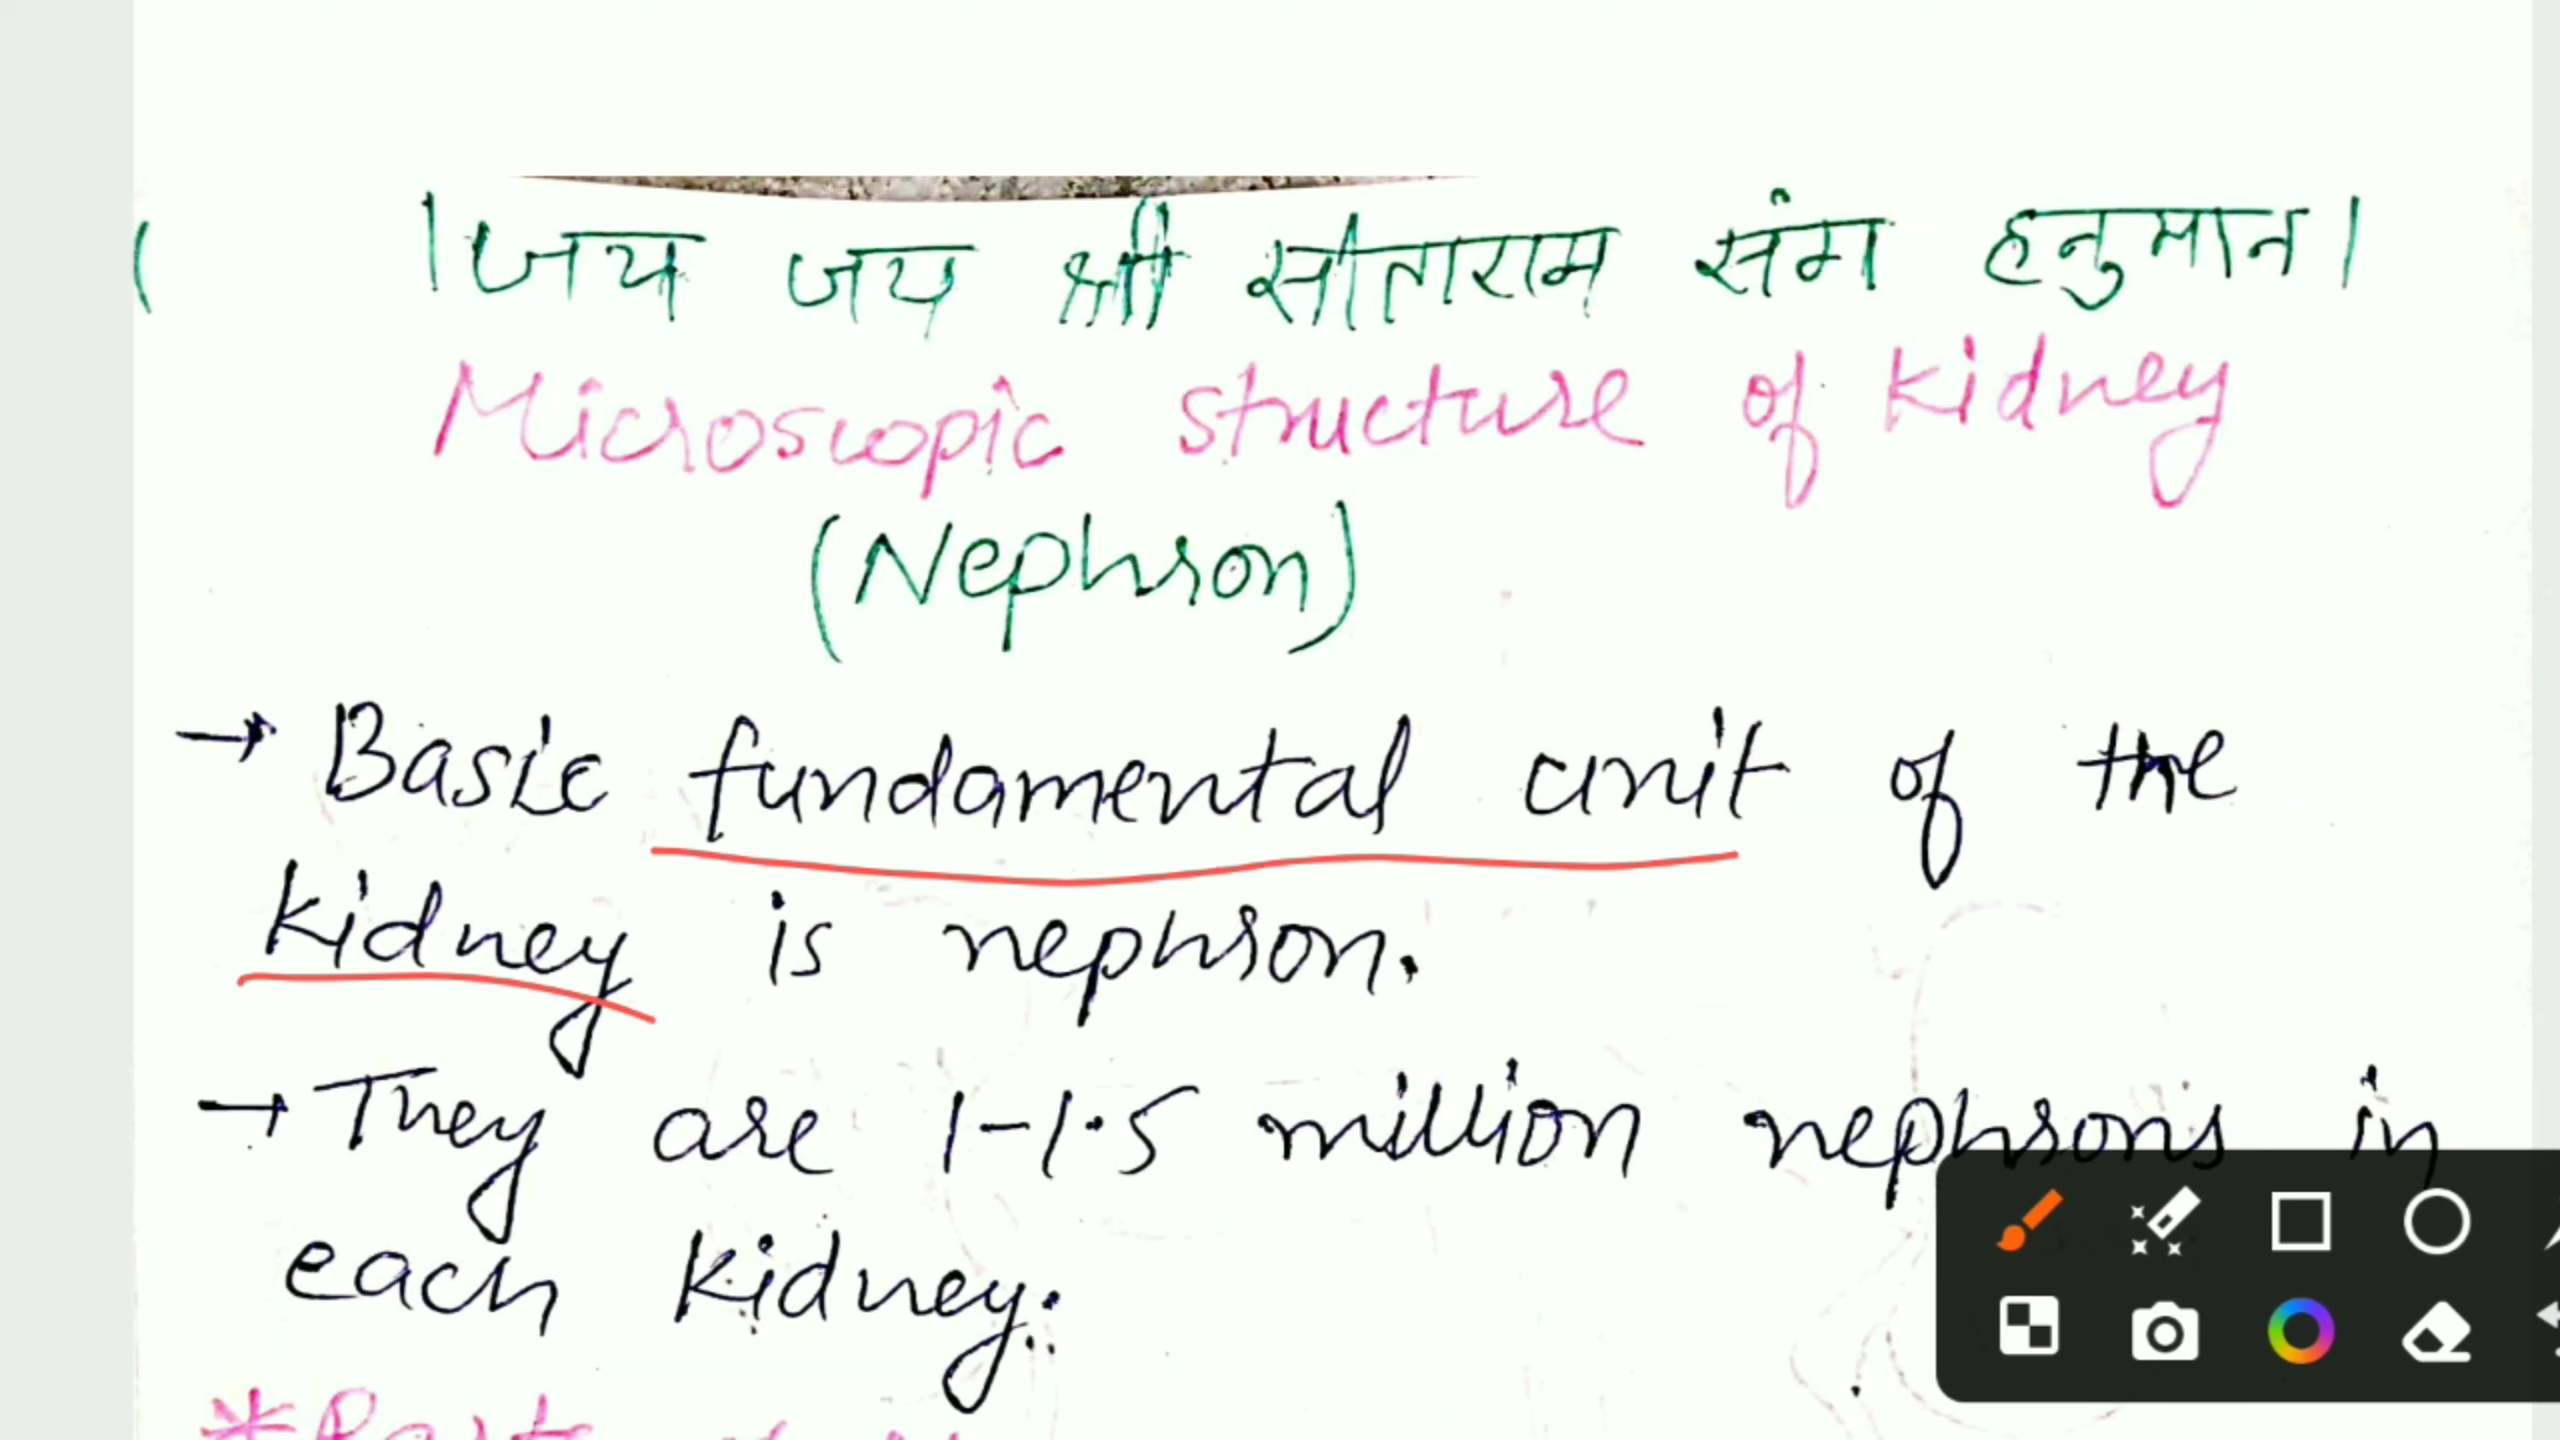 ।जय जय श्री सीताराम संग हनुमान।
Microscopic structure of kidney
(Nephron)
→ Basic fundamental unit of the
kidney is nephron.
→ They are 1-1.5 million nephrons in
each kidney.
* Parts